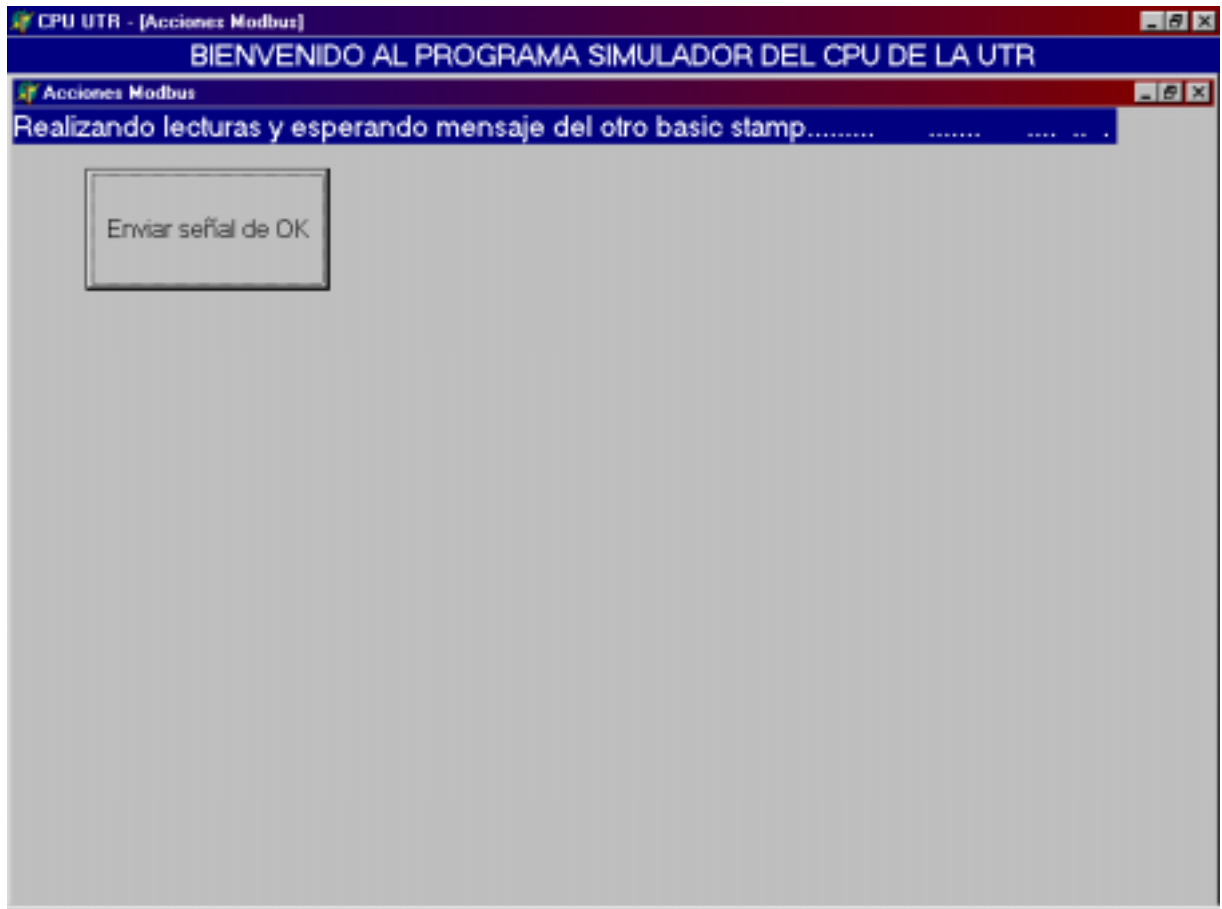 CPU UTR - [Acciones Modbus]
BIENVENIDO AL PROGRAMA SIMULADOR DEL CPU DE LA UTR
Acciones Modbus
Realizando lecturas y esperando mensaje del otro basic stamp......... ....... .... .. .
Enviar señal de OK